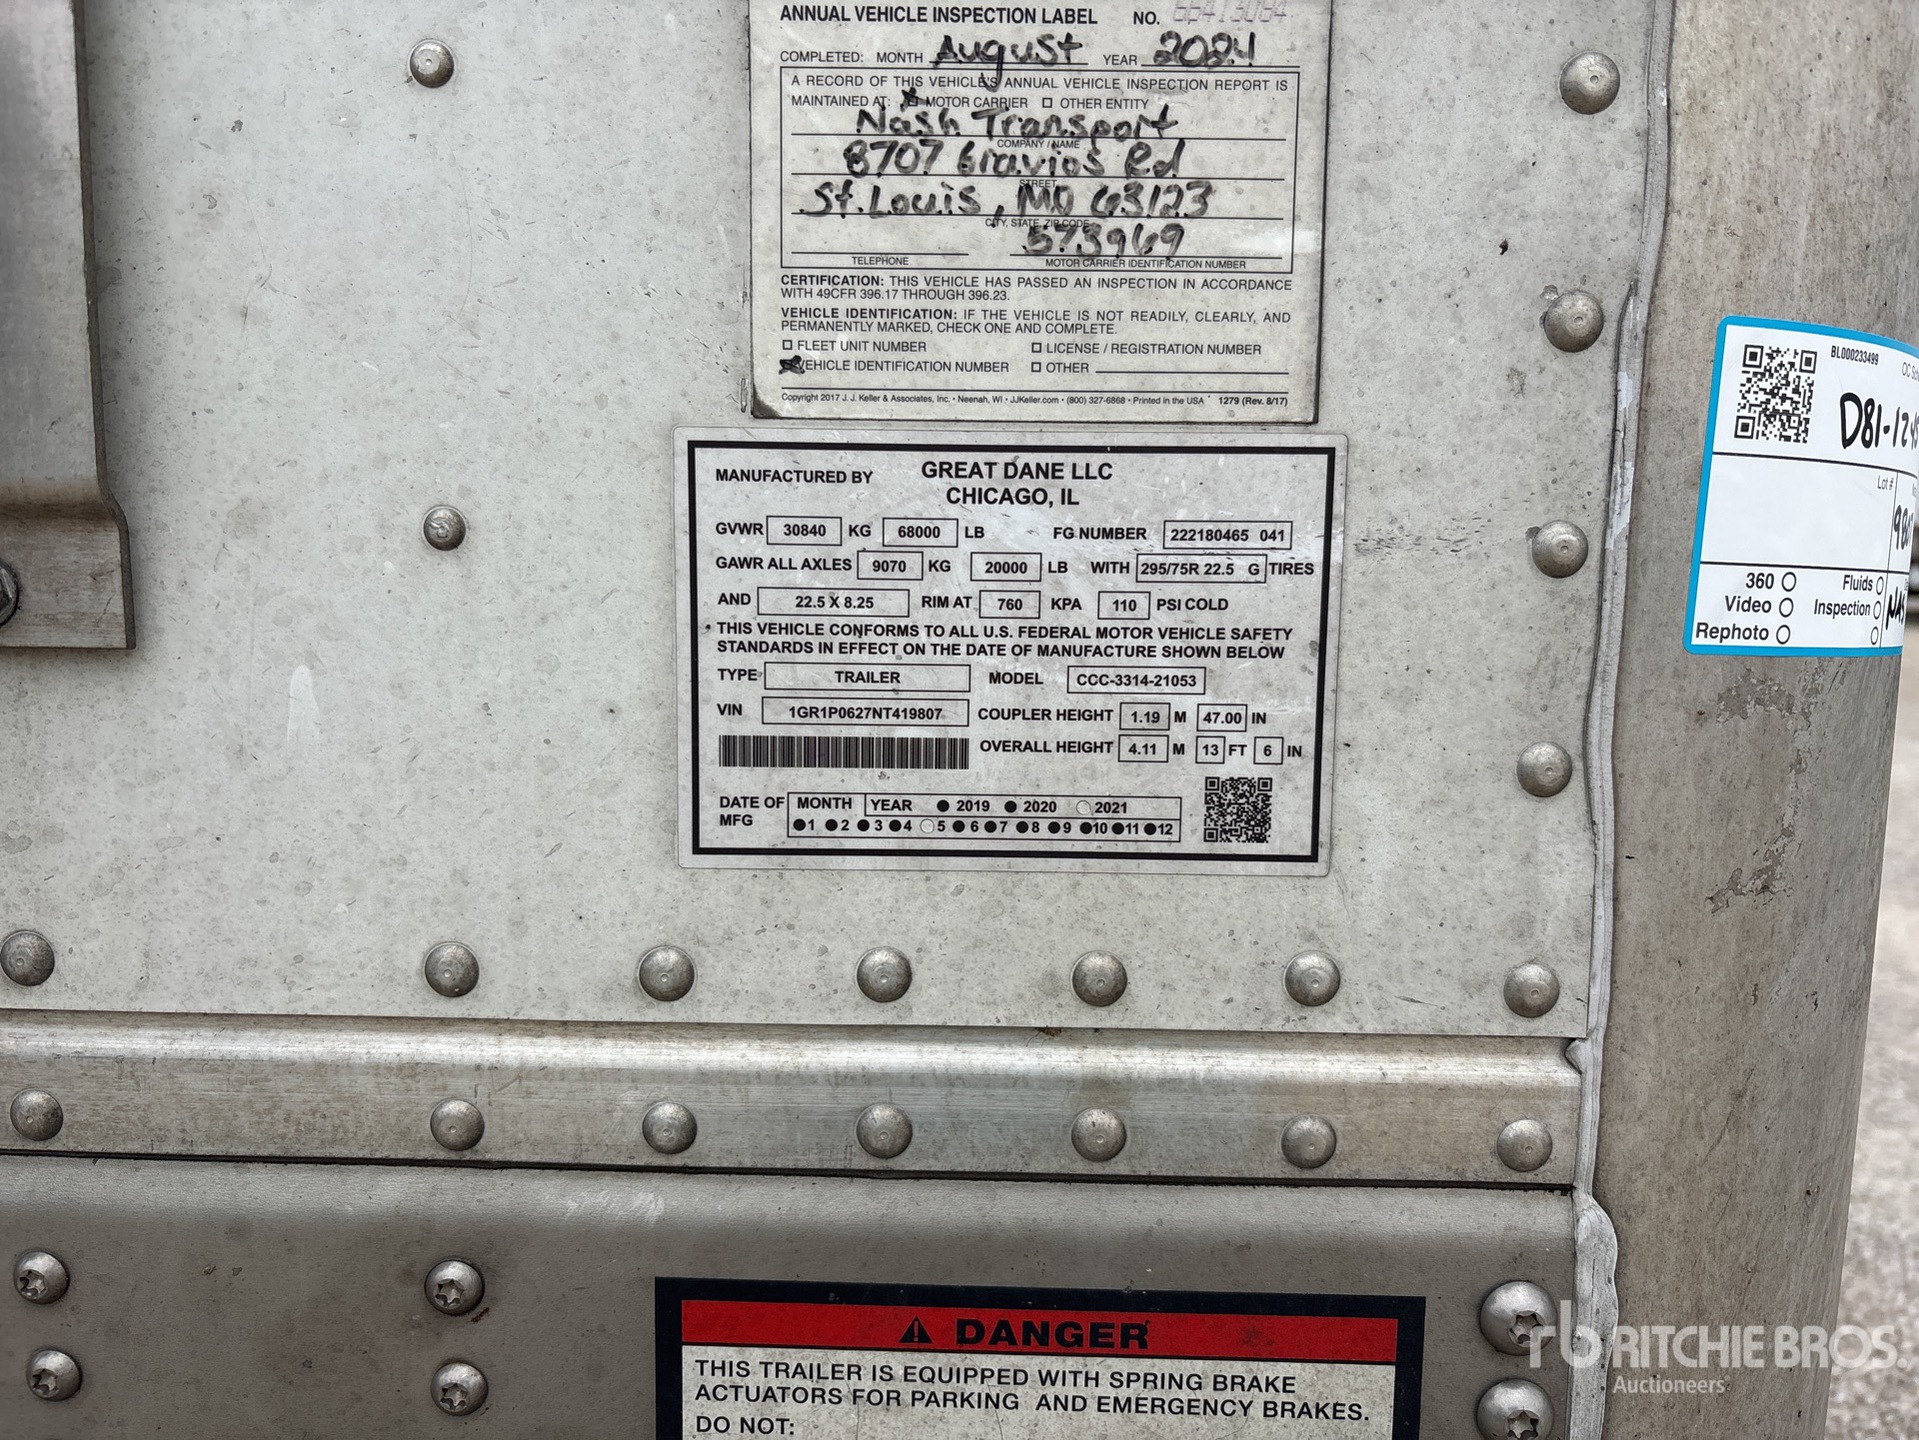 ANNUAL VEHICLE INSPECTION LABEL NO.
COMPLETED: MONTH August YEAR 2024
A RECORD OF THIS VEHICLE'S ANNUAL VEHICLE INSPECTION REPORT IS
MAINTAINED AT: MOTOR CARRIER OTHER ENTITY
Nash Transport
COMPANY / NAME
8707 Gravios Rd
STREET
St. Louis, MO 63123
CITY, STATE, ZIP CODE
573969
TELEPHONE MOTOR CARRIER IDENTIFICATION NUMBER
CERTIFICATION: THIS VEHICLE HAS PASSED AN INSPECTION IN ACCORDANCE
WITH 49CFR 396.17 THROUGH 396.23.
VEHICLE IDENTIFICATION: IF THE VEHICLE IS NOT READILY, CLEARLY, AND
PERMANENTLY MARKED, CHECK ONE AND COMPLETE.
FLEET UNIT NUMBER LICENSE / REGISTRATION NUMBER
VEHICLE IDENTIFICATION NUMBER OTHER
Copyright 2017 J. J. Keller & Associates, Inc. • Neenah, WI • JJKeller.com • (800) 327-6868 • Printed in the USA 1279 (Rev. 8/17)
MANUFACTURED BY GREAT DANE LLC
CHICAGO, IL
GVWR 30840 KG 68000 LB FG NUMBER 222180465 041
GAWR ALL AXLES 9070 KG 20000 LB WITH 295/75R 22.5 G TIRES
AND 22.5 X 8.25 RIM AT 760 KPA 110 PSI COLD
THIS VEHICLE CONFORMS TO ALL U.S. FEDERAL MOTOR VEHICLE SAFETY
STANDARDS IN EFFECT ON THE DATE OF MANUFACTURE SHOWN BELOW
TYPE TRAILER MODEL CCC-3314-21053
VIN 1GR1P0627NT419807 COUPLER HEIGHT 1.19 M 47.00 IN
OVERALL HEIGHT 4.11 M 13 FT 6 IN
DATE OF MFG MONTH YEAR 2019 2020 2021
1 2 3 4 5 6 7 8 9 10 11 12
BL000233499
D81-12
Lot #
360 Fluids
Video Inspection
Rephoto
DANGER
THIS TRAILER IS EQUIPPED WITH SPRING BRAKE
ACTUATORS FOR PARKING AND EMERGENCY BRAKES.
DO NOT:
rb RITCHIE BROS.
Auctioneers